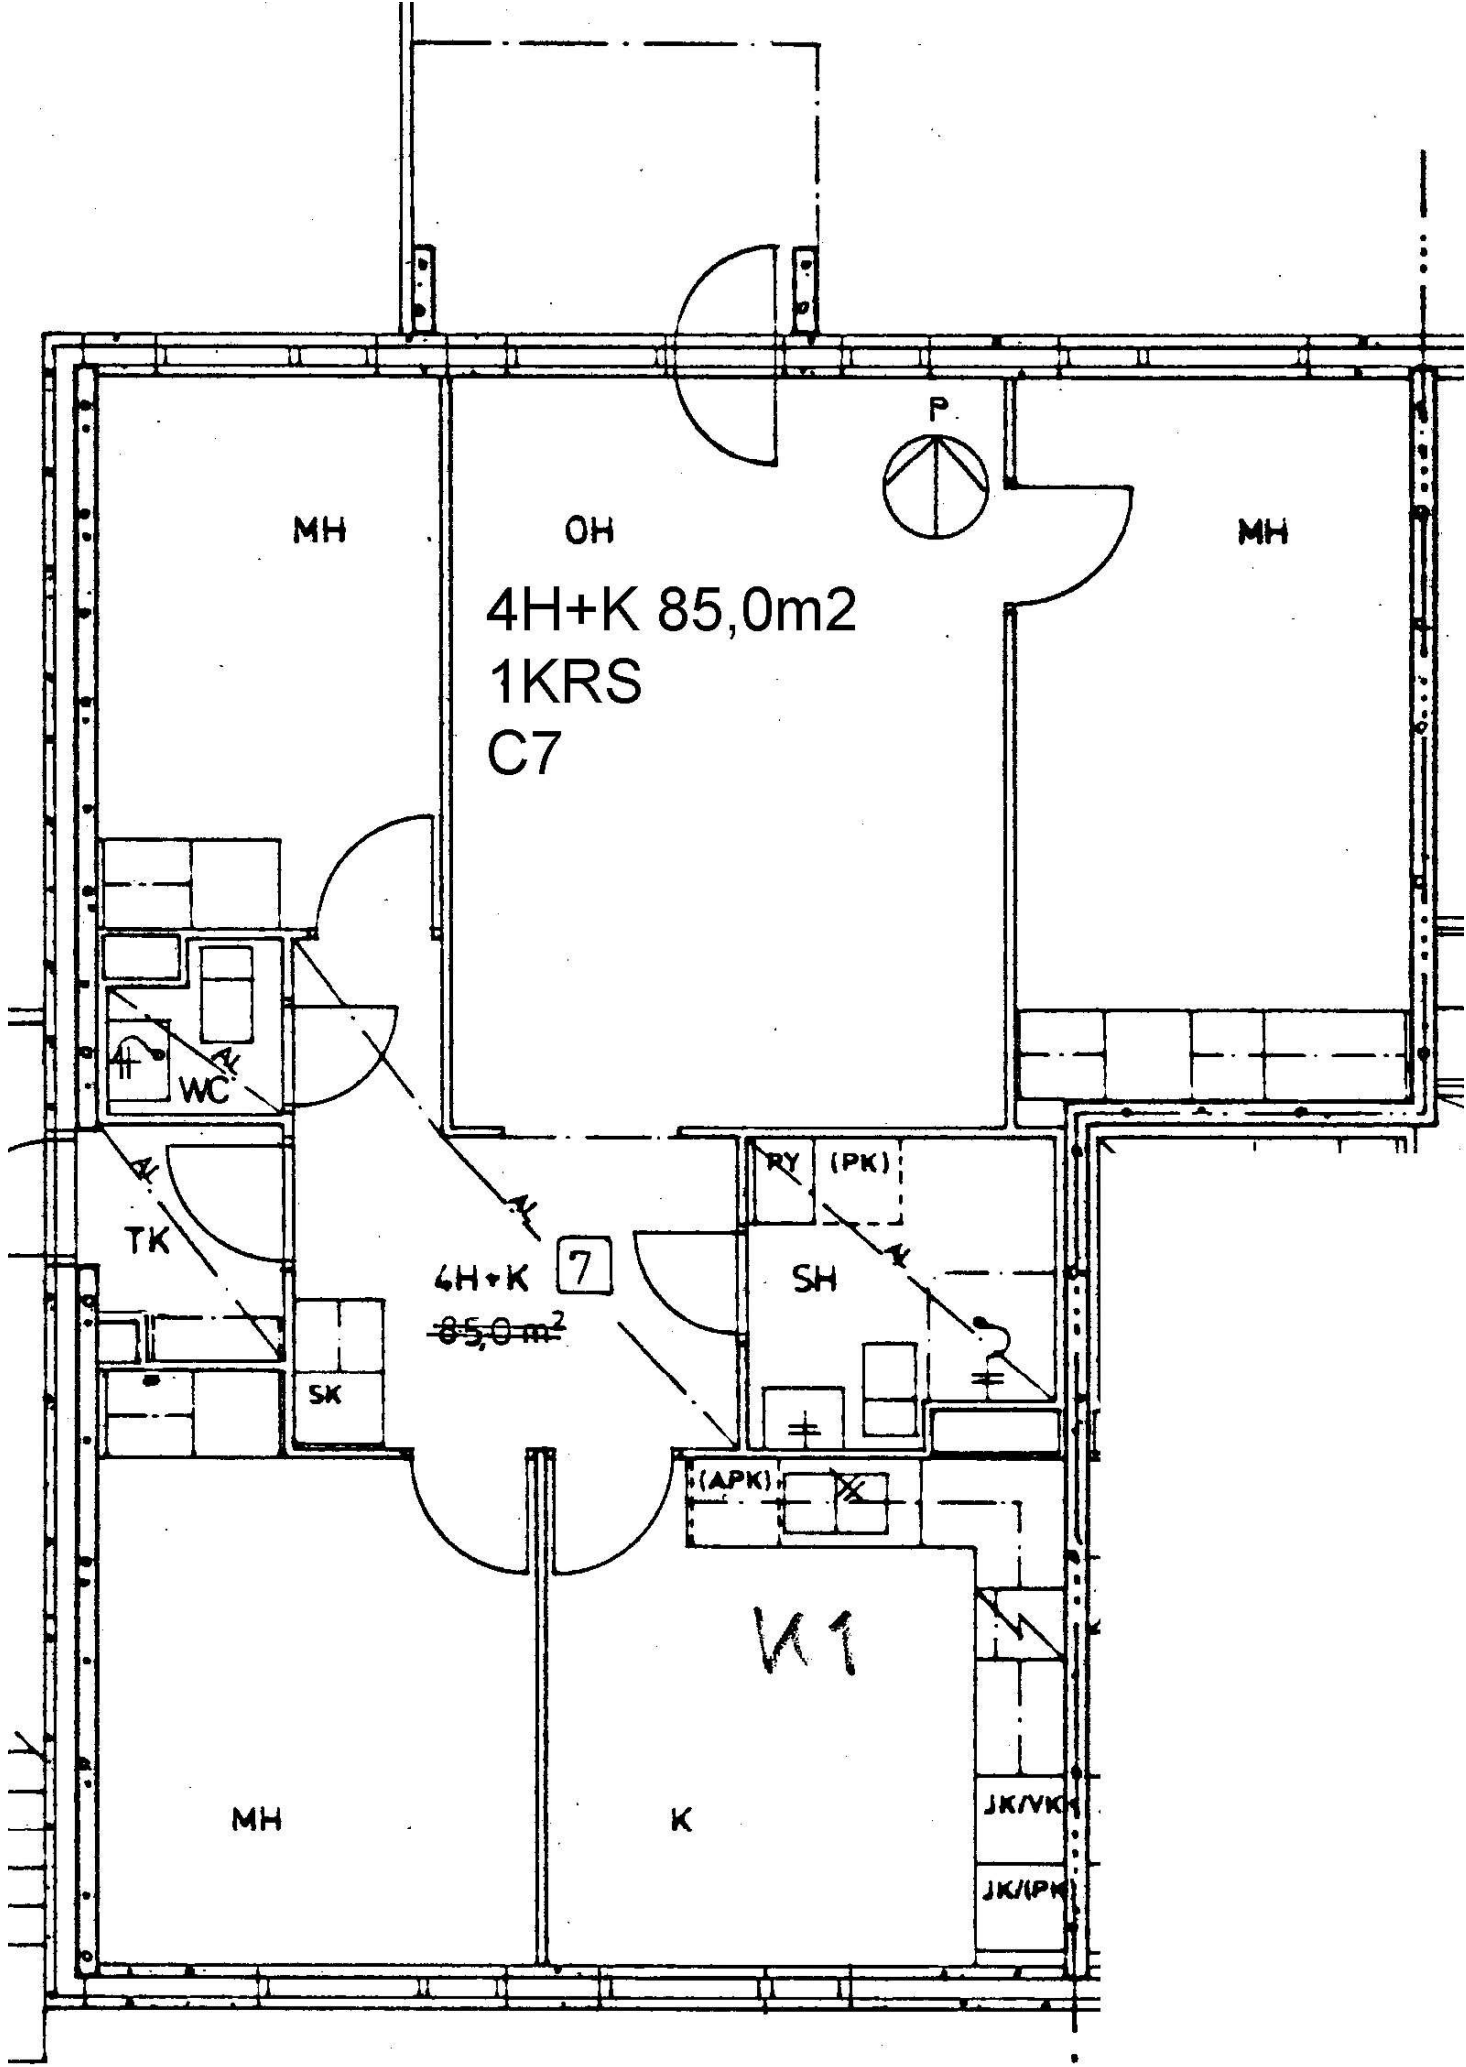 P
MH
OH
MH
4H+K 85,0m2
1KRS
C7
WC
RY
(PK)
TK
7
4H+K
SH
85,0 m²
SK
(APK)
K1
MH
K
JK/VK
JK/(PK